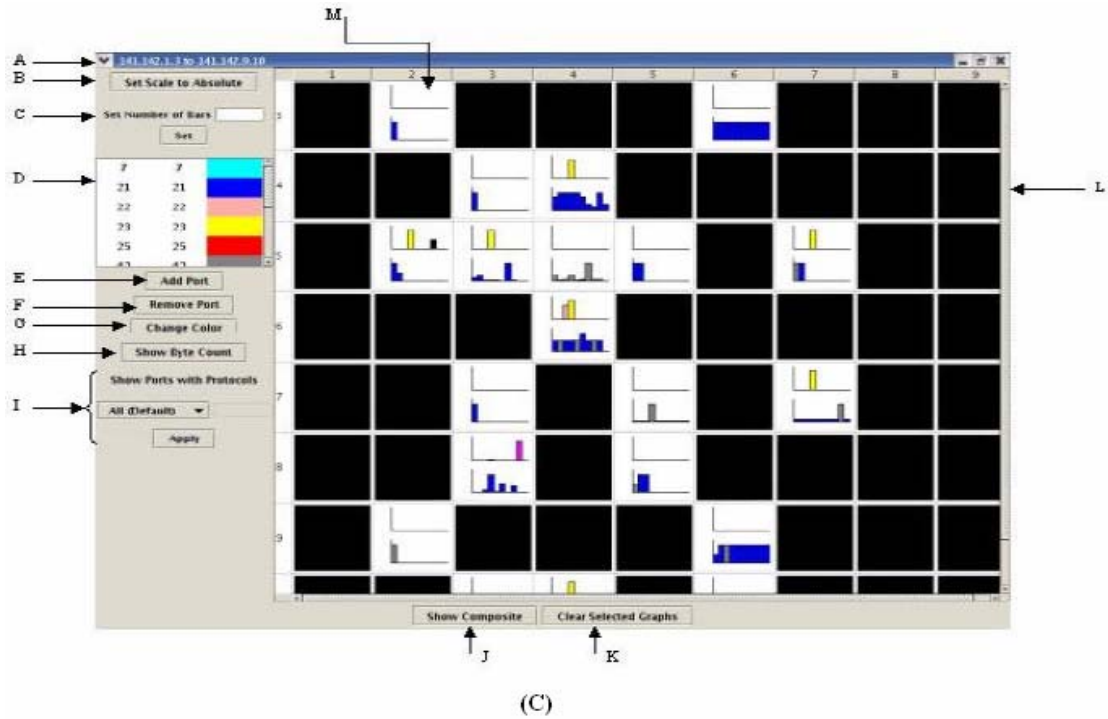 M
A
141.142.1.3 to 141.142.9.10
B
Set Scale to Absolute
1 2 3 4 5 6 7 8 9
C
Set Number of Bars
Set
3
D
7 7
21 21
22 22
23 23
25 25
42 42
4
L
5
E
Add Port
F
Remove Port
G
Change Color
6
H
Show Byte Count
Show Ports with Protocols
I
All (Default)
7
Apply
8
9
Show Composite Clear Selected Graphs
J K
(C)